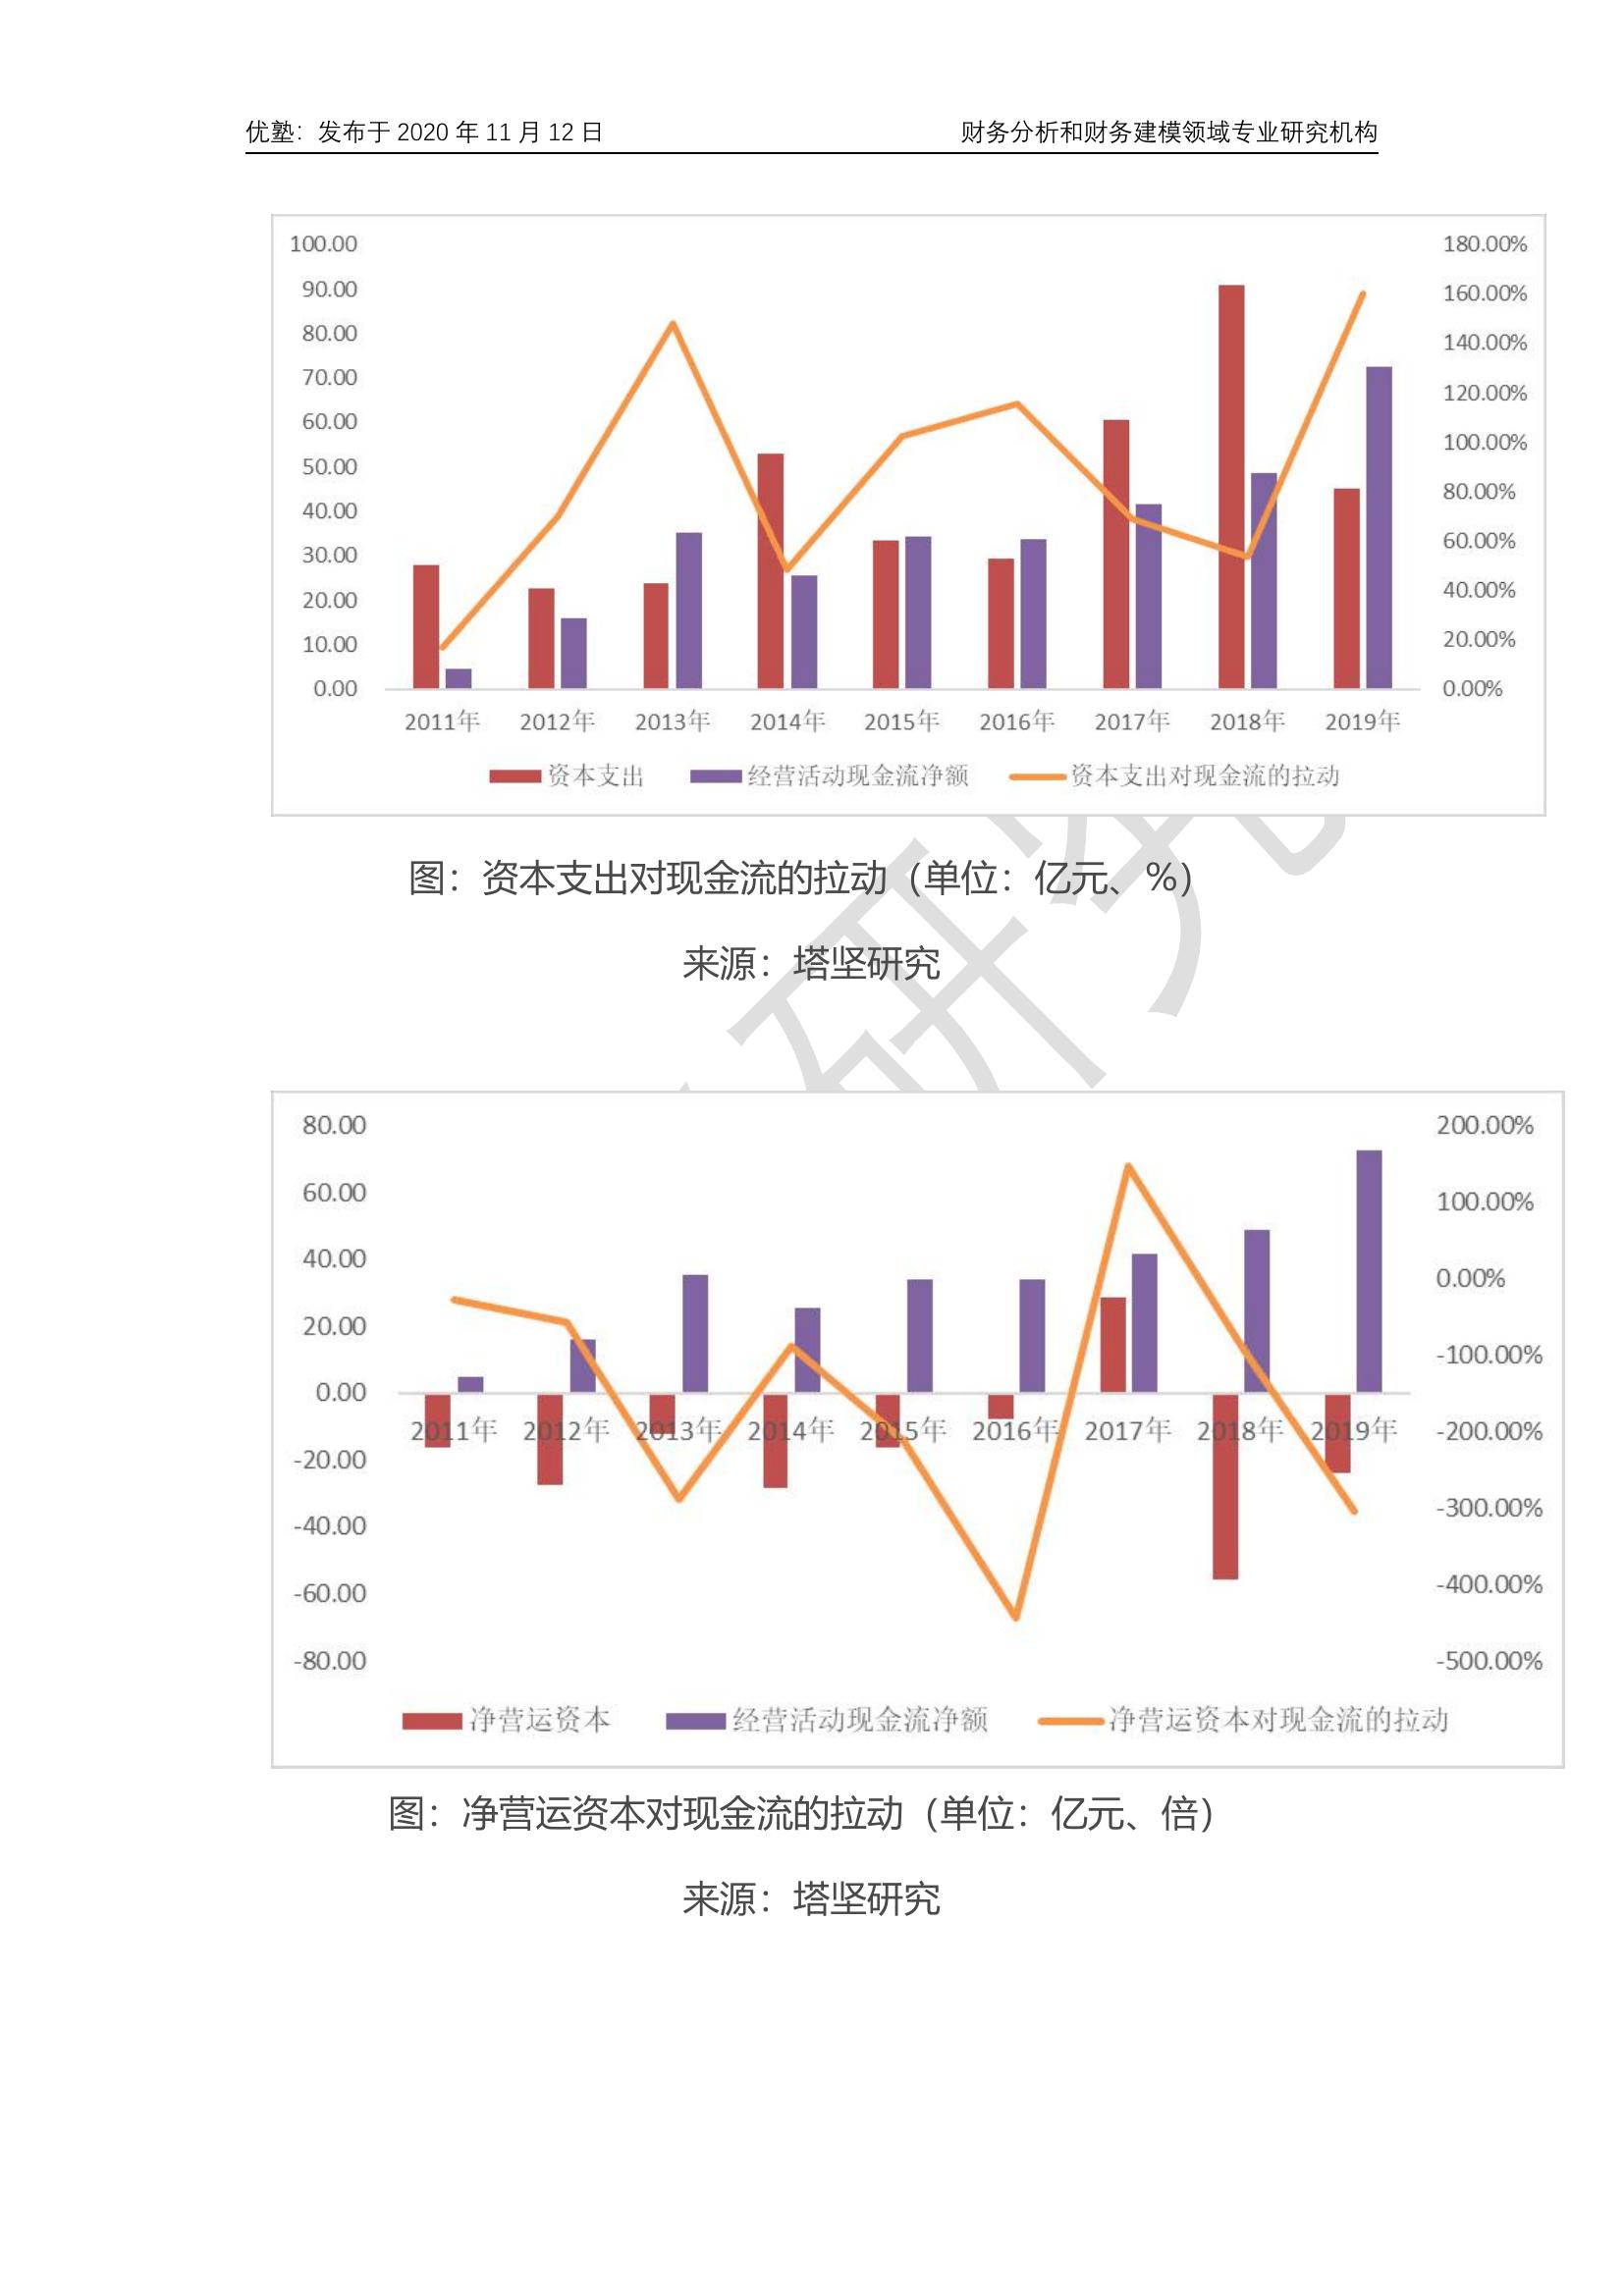 优塾：发布于 2020 年 11 月 12 日 财务分析和财务建模领域专业研究机构
100.00 180.00%
90.00 160.00%
80.00 140.00%
70.00 120.00%
60.00 100.00%
50.00 80.00%
40.00 60.00%
30.00 40.00%
20.00 20.00%
10.00 0.00%
0.00
2011年 2012年 2013年 2014年 2015年 2016年 2017年 2018年 2019年
资本支出 经营活动现金流净额 资本支出对现金流的拉动
图：资本支出对现金流的拉动（单位：亿元、%）
来源：塔坚研究
研究
80.00 200.00%
60.00 100.00%
40.00 0.00%
20.00 -100.00%
0.00 -200.00%
-20.00 -300.00%
-40.00 -400.00%
-60.00 -500.00%
-80.00
2011年 2012年 2013年 2014年 2015年 2016年 2017年 2018年 2019年
净营运资本 经营活动现金流净额 净营运资本对现金流的拉动
图：净营运资本对现金流的拉动（单位：亿元、倍）
来源：塔坚研究